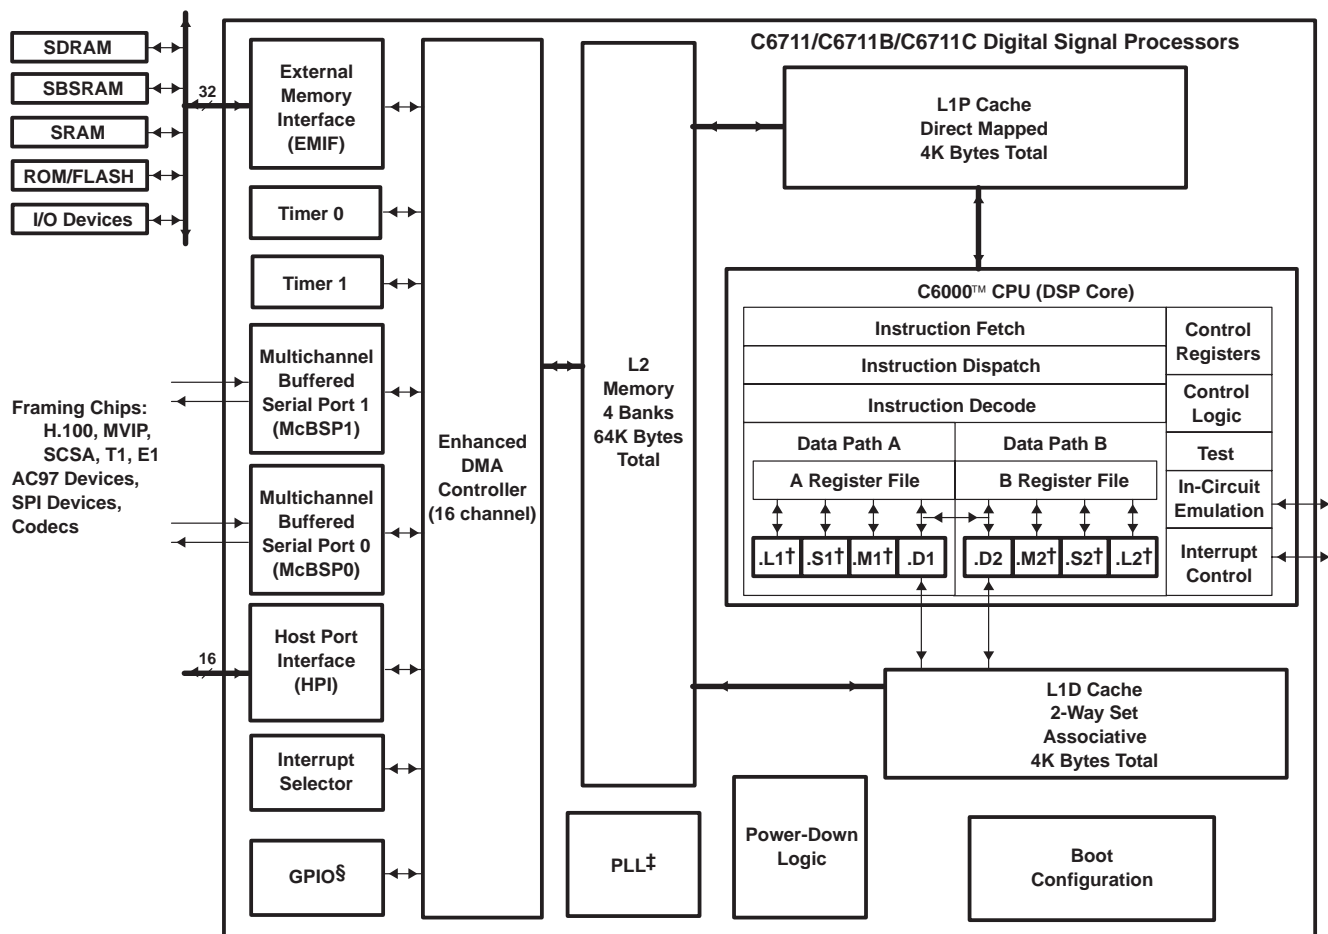 C6711/C6711B/C6711C Digital Signal Processors
SDRAM
SBSRAM
SRAM
ROM/FLASH
I/O Devices
32
External
Memory
Interface
(EMIF)
Timer 0
Timer 1
Framing Chips:
H.100, MVIP,
SCSA, T1, E1
AC97 Devices,
SPI Devices,
Codecs
Multichannel
Buffered
Serial Port 1
(McBSP1)
Multichannel
Buffered
Serial Port 0
(McBSP0)
16
Host Port
Interface
(HPI)
Interrupt
Selector
GPIO§
Enhanced
DMA
Controller
(16 channel)
L2
Memory
4 Banks
64K Bytes
Total
L1P Cache
Direct Mapped
4K Bytes Total
C6000™ CPU (DSP Core)
Instruction Fetch
Instruction Dispatch
Instruction Decode
Data Path A
Data Path B
A Register File
B Register File
.L1†
.S1†
.M1†
.D1
.D2
.M2†
.S2†
.L2†
Control
Registers
Control
Logic
Test
In-Circuit
Emulation
Interrupt
Control
L1D Cache
2-Way Set
Associative
4K Bytes Total
PLL‡
Power-Down
Logic
Boot
Configuration